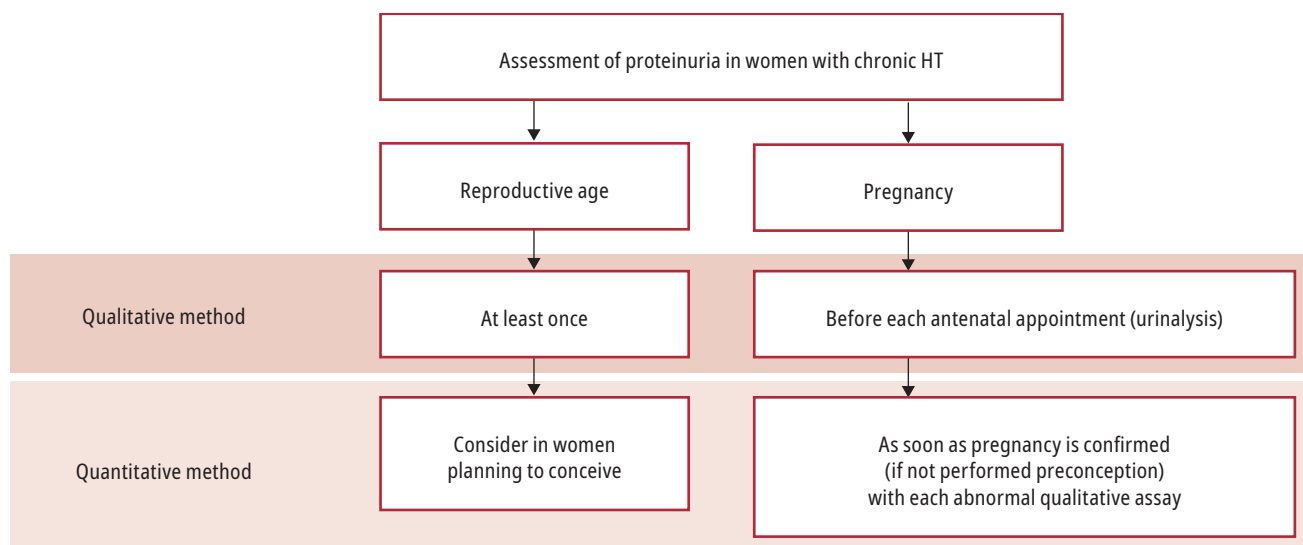 Assessment of proteinuria in women with chronic HT
Reproductive age
Pregnancy
Qualitative method
At least once
Before each antenatal appointment (urinalysis)
Quantitative method
Consider in women
planning to conceive
As soon as pregnancy is confirmed
(if not performed preconception)
with each abnormal qualitative assay